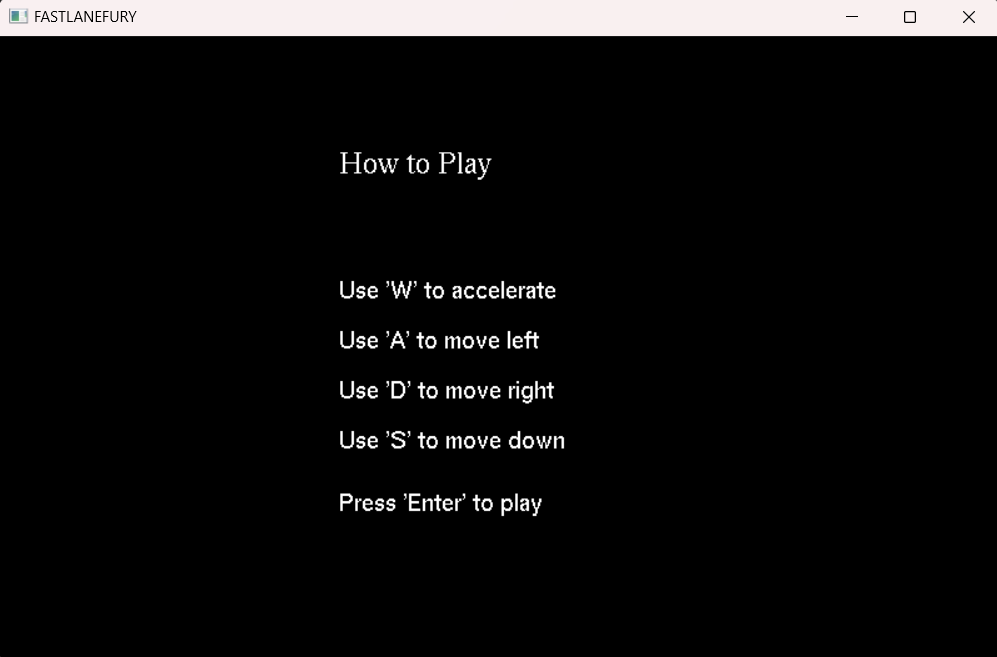 FASTLANEFURY
How to Play
Use ’W’ to accelerate
Use ’A’ to move left
Use ’D’ to move right
Use ’S’ to move down
Press ’Enter’ to play